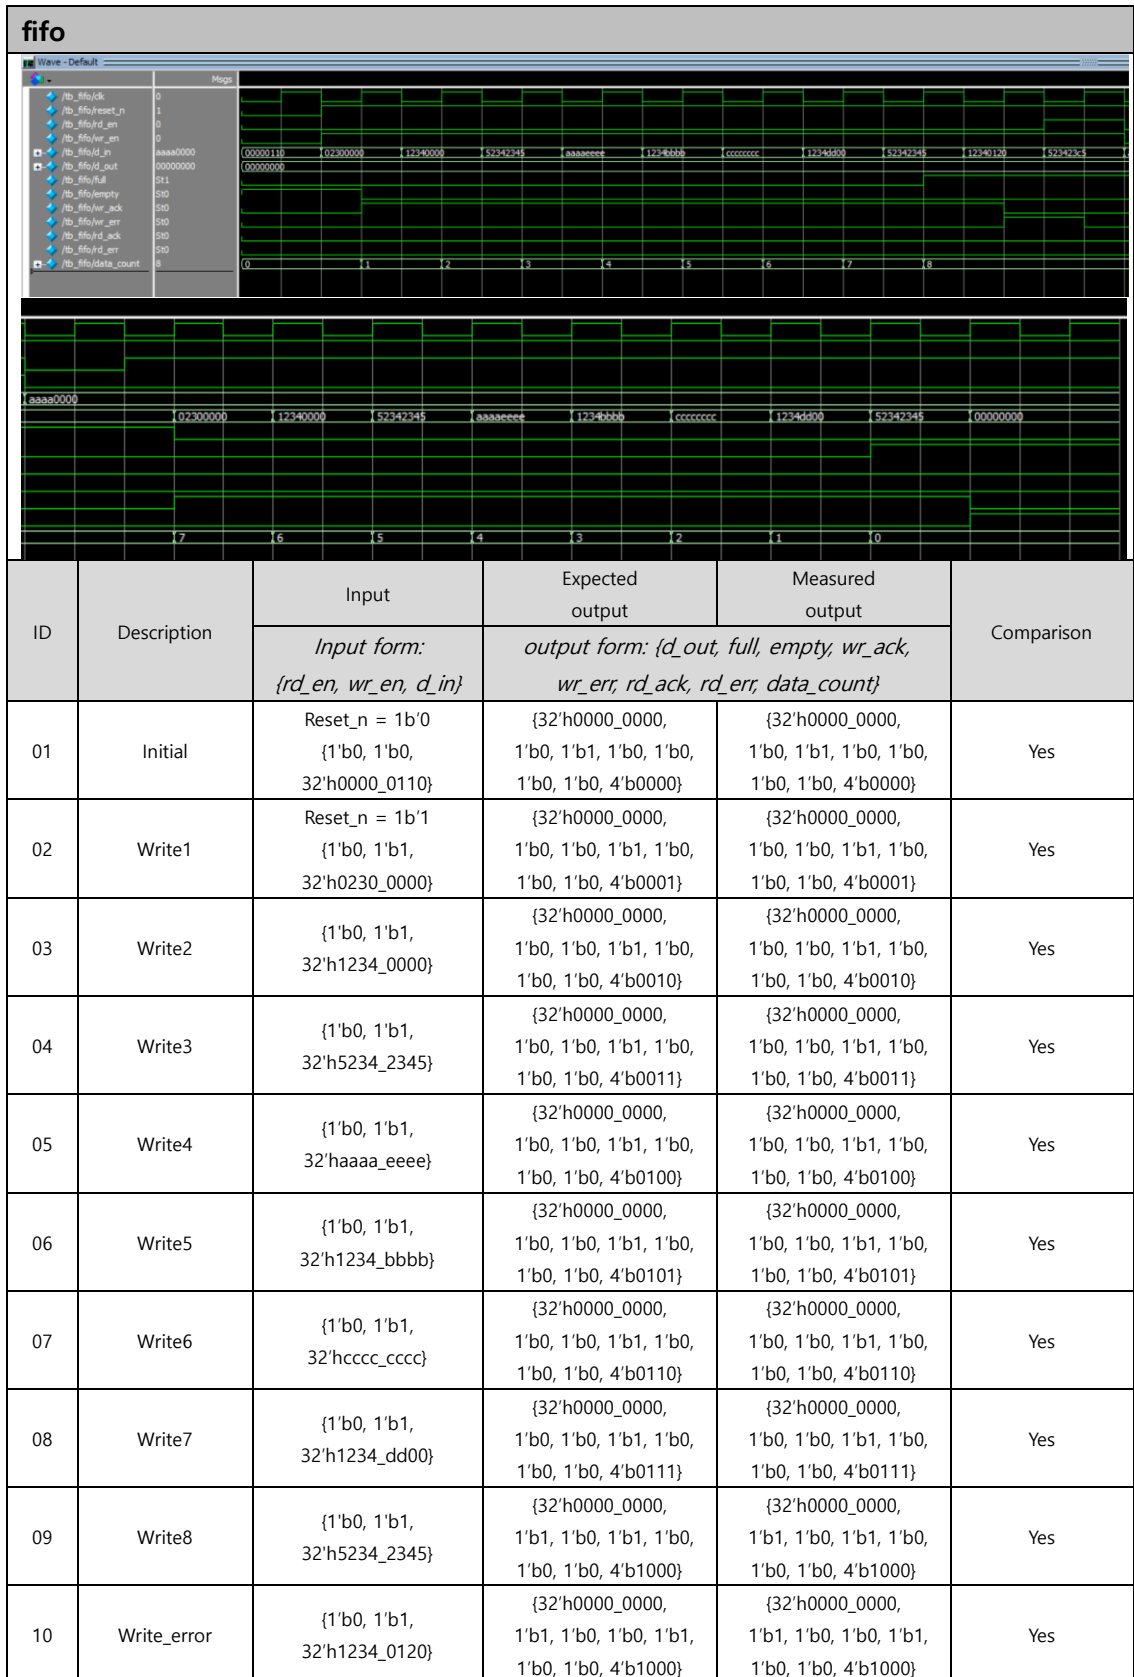 fifo
Wave - Default
Msgs
/tb_fifo/clk 0
/tb_fifo/reset_n 1
/tb_fifo/rd_en 0
/tb_fifo/wr_en 0
/tb_fifo/d_in aaaa0000 00000110 02300000 12340000 52342345 aaaaeeee 1234bbbb cccccccc 1234dd00 52342345 12340120 523423c5
/tb_fifo/d_out 00000000 00000000
/tb_fifo/full St1
/tb_fifo/empty St0
/tb_fifo/wr_ack St0
/tb_fifo/wr_err St0
/tb_fifo/rd_ack St0
/tb_fifo/rd_err St0
/tb_fifo/data_count 8 0 1 2 3 4 5 6 7 8
aaaa0000
02300000 12340000 52342345 aaaaeeee 1234bbbb cccccccc 1234dd00 52342345 00000000
7 6 5 4 3 2 1 0
ID Description Input Expected output Measured output Comparison
Input form: {rd_en, wr_en, d_in}
output form: {d_out, full, empty, wr_ack,
wr_err, rd_ack, rd_err, data_count}
01 Initial Reset_n = 1b'0 {1'b0, 1'b0, 32'h0000_0110} {32'h0000_0000, 1'b0, 1'b1, 1'b0, 1'b0, 1'b0, 1'b0, 4'b0000} {32'h0000_0000, 1'b0, 1'b1, 1'b0, 1'b0, 1'b0, 1'b0, 4'b0000} Yes
02 Write1 Reset_n = 1b'1 {1'b0, 1'b1, 32'h0230_0000} {32'h0000_0000, 1'b0, 1'b0, 1'b1, 1'b0, 1'b0, 1'b0, 4'b0001} {32'h0000_0000, 1'b0, 1'b0, 1'b1, 1'b0, 1'b0, 1'b0, 4'b0001} Yes
03 Write2 {1'b0, 1'b1, 32'h1234_0000} {32'h0000_0000, 1'b0, 1'b0, 1'b1, 1'b0, 1'b0, 1'b0, 4'b0010} {32'h0000_0000, 1'b0, 1'b0, 1'b1, 1'b0, 1'b0, 1'b0, 4'b0010} Yes
04 Write3 {1'b0, 1'b1, 32'h5234_2345} {32'h0000_0000, 1'b0, 1'b0, 1'b1, 1'b0, 1'b0, 1'b0, 4'b0011} {32'h0000_0000, 1'b0, 1'b0, 1'b1, 1'b0, 1'b0, 1'b0, 4'b0011} Yes
05 Write4 {1'b0, 1'b1, 32'haaaa_eeee} {32'h0000_0000, 1'b0, 1'b0, 1'b1, 1'b0, 1'b0, 1'b0, 4'b0100} {32'h0000_0000, 1'b0, 1'b0, 1'b1, 1'b0, 1'b0, 1'b0, 4'b0100} Yes
06 Write5 {1'b0, 1'b1, 32'h1234_bbbb} {32'h0000_0000, 1'b0, 1'b0, 1'b1, 1'b0, 1'b0, 1'b0, 4'b0101} {32'h0000_0000, 1'b0, 1'b0, 1'b1, 1'b0, 1'b0, 1'b0, 4'b0101} Yes
07 Write6 {1'b0, 1'b1, 32'hcccc_cccc} {32'h0000_0000, 1'b0, 1'b0, 1'b1, 1'b0, 1'b0, 1'b0, 4'b0110} {32'h0000_0000, 1'b0, 1'b0, 1'b1, 1'b0, 1'b0, 1'b0, 4'b0110} Yes
08 Write7 {1'b0, 1'b1, 32'h1234_dd00} {32'h0000_0000, 1'b0, 1'b0, 1'b1, 1'b0, 1'b0, 1'b0, 4'b0111} {32'h0000_0000, 1'b0, 1'b0, 1'b1, 1'b0, 1'b0, 1'b0, 4'b0111} Yes
09 Write8 {1'b0, 1'b1, 32'h5234_2345} {32'h0000_0000, 1'b1, 1'b0, 1'b1, 1'b0, 1'b0, 1'b0, 4'b1000} {32'h0000_0000, 1'b1, 1'b0, 1'b1, 1'b0, 1'b0, 1'b0, 4'b1000} Yes
10 Write_error {1'b0, 1'b1, 32'h1234_0120} {32'h0000_0000, 1'b1, 1'b0, 1'b0, 1'b1, 1'b0, 1'b0, 4'b1000} {32'h0000_0000, 1'b1, 1'b0, 1'b0, 1'b1, 1'b0, 1'b0, 4'b1000} Yes